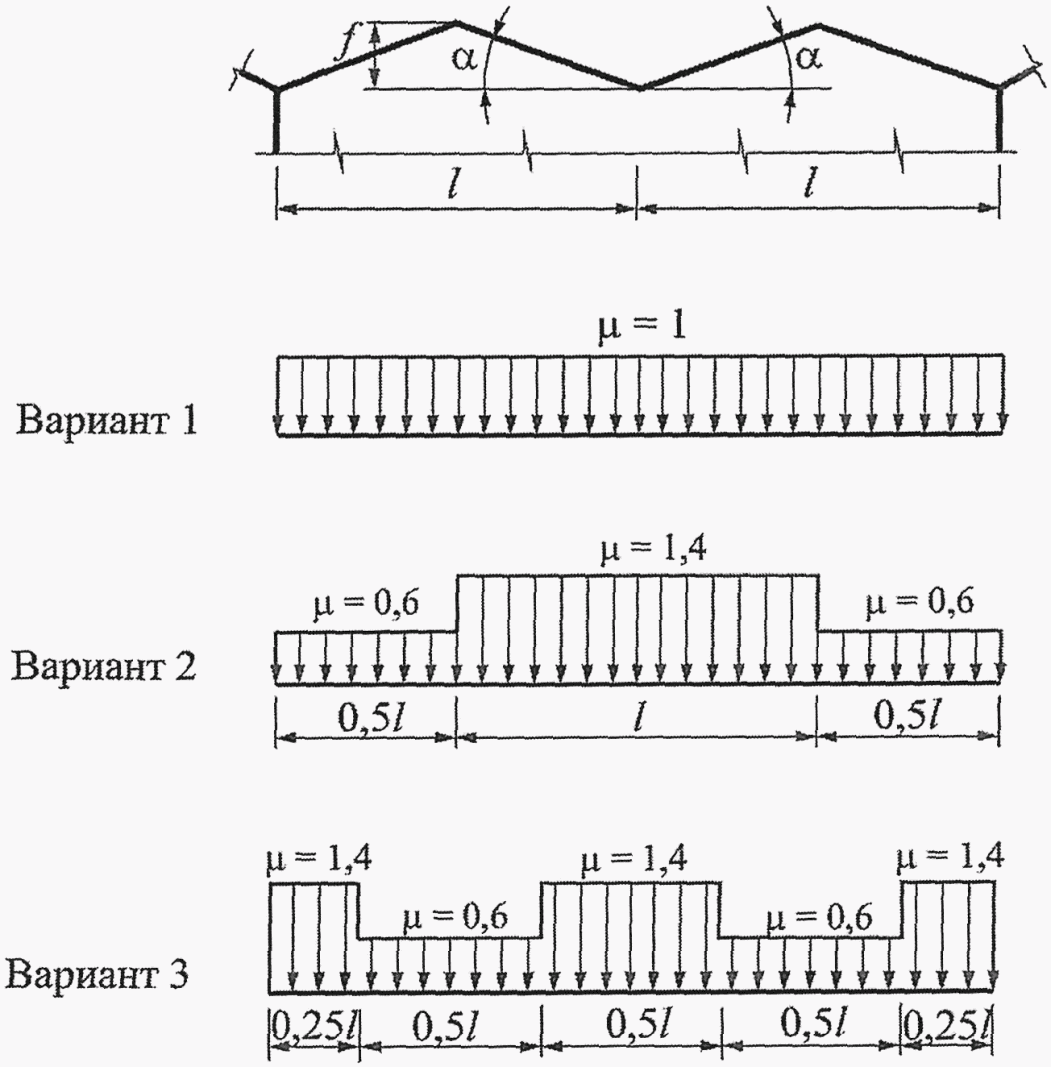 f α α
l l
μ = 1
Вариант 1
μ = 1,4
μ = 0,6 μ = 0,6
Вариант 2
0,5l l 0,5l
μ = 1,4 μ = 1,4 μ = 1,4
μ = 0,6 μ = 0,6
Вариант 3
0,25l 0,5l 0,5l 0,5l 0,25l